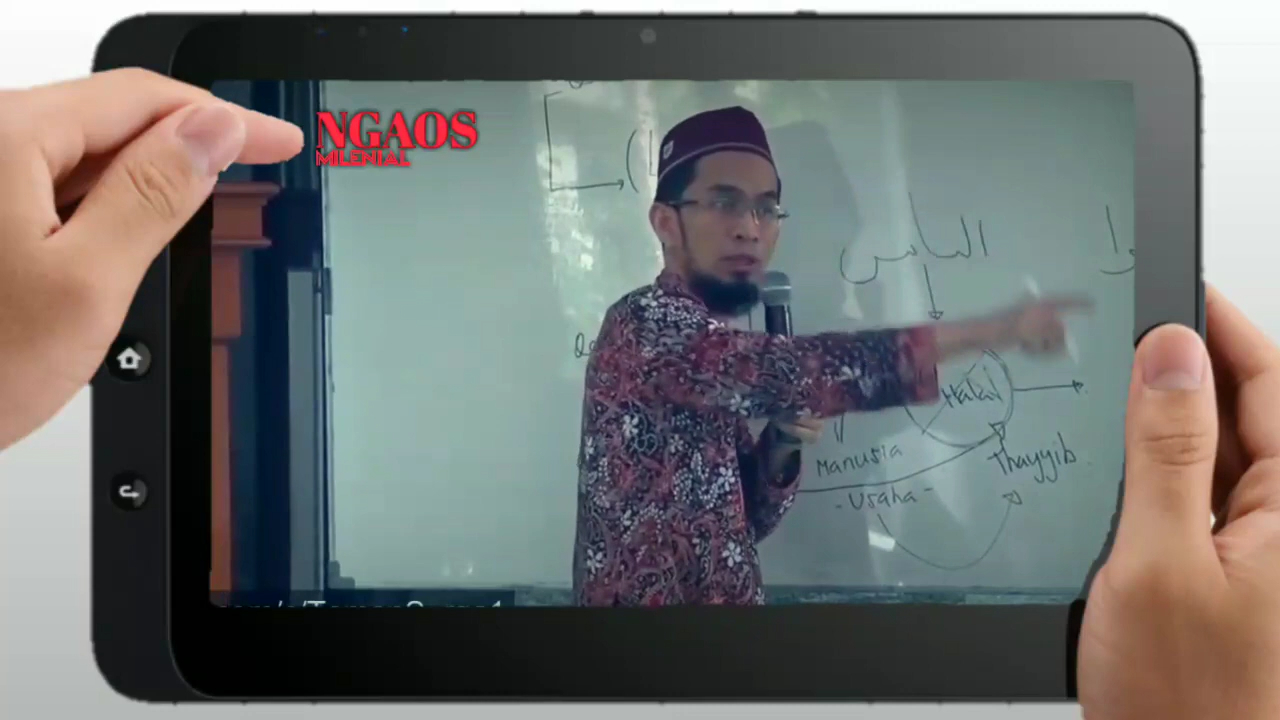 NGAOS
MILENIAL
الناس
Halal
Manusia
Thayyib
- Usaha -